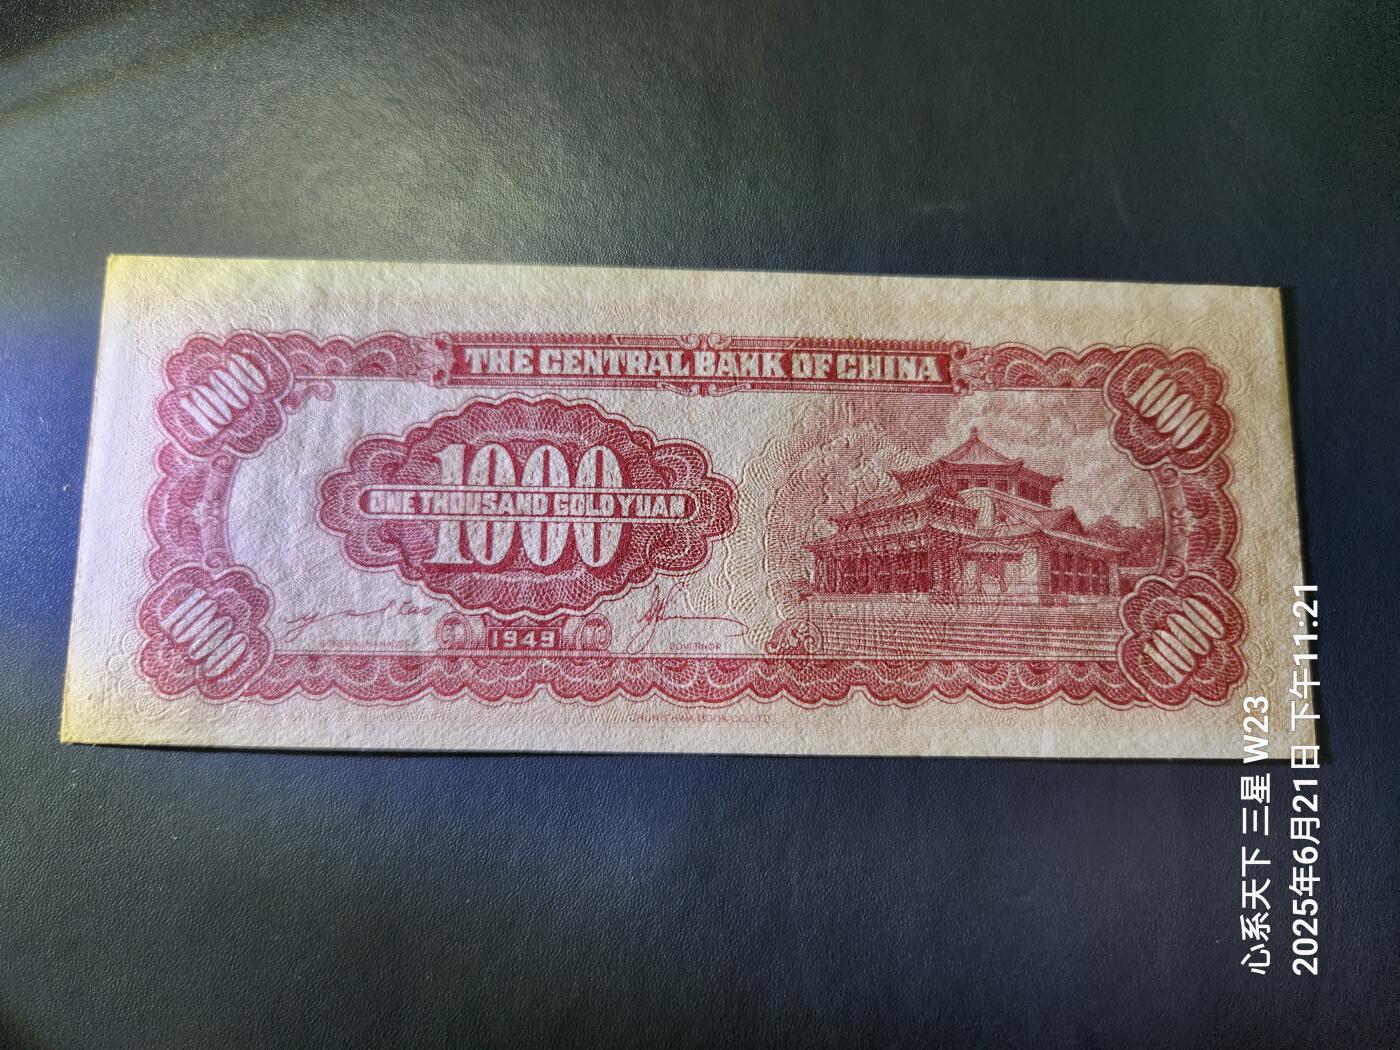 THE CENTRAL BANK OF CHINA
1000
1000
1000
ONE THOUSAND GOLD YUAN
1949
GOVERNOR
1000
1000
CHUNG HWA BOOK CO. LTD.
心系天下 三星 W23
2025年6月21日 下午11:21